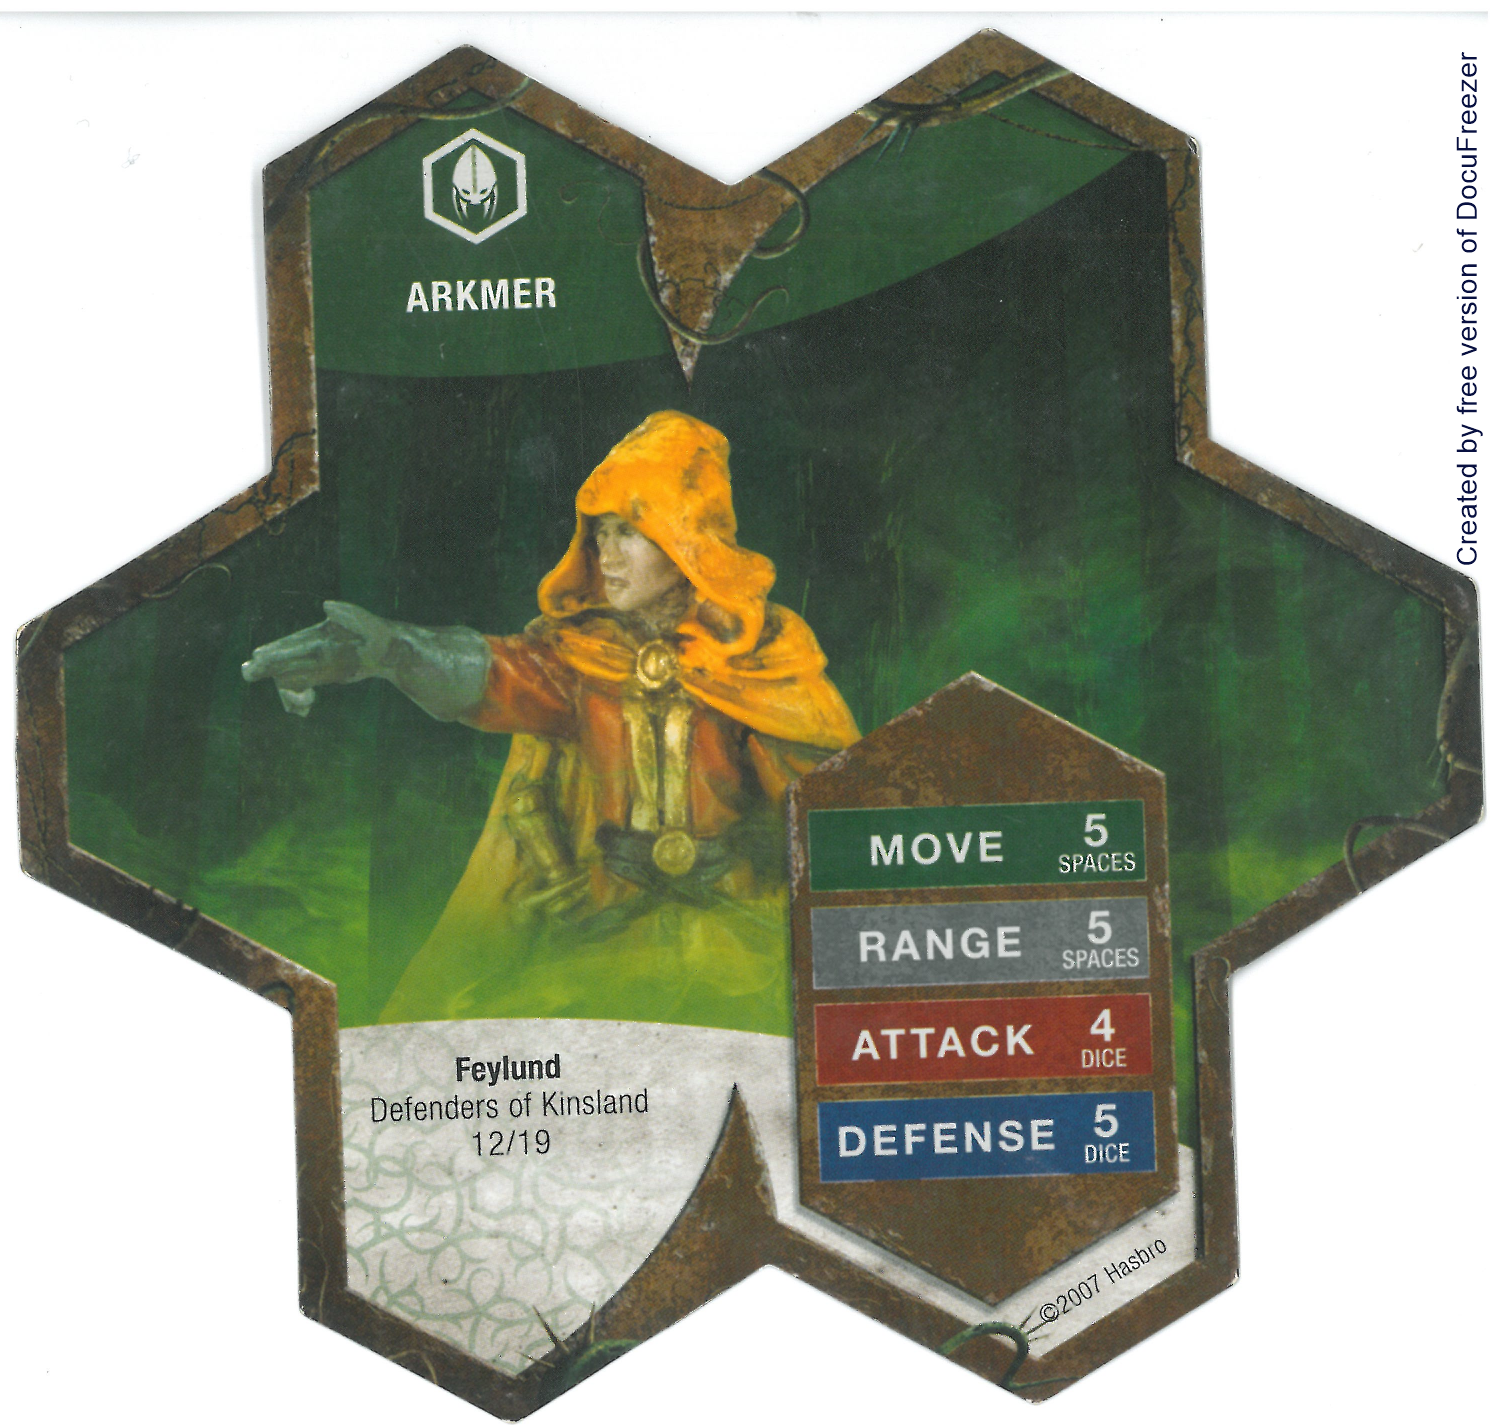 ARKMER
MOVE 5 SPACES
RANGE 5 SPACES
ATTACK 4 DICE
DEFENSE 5 DICE
Feylund
Defenders of Kinsland
12/19
©2007 Hasbro
Created by free version of DocuFreezer